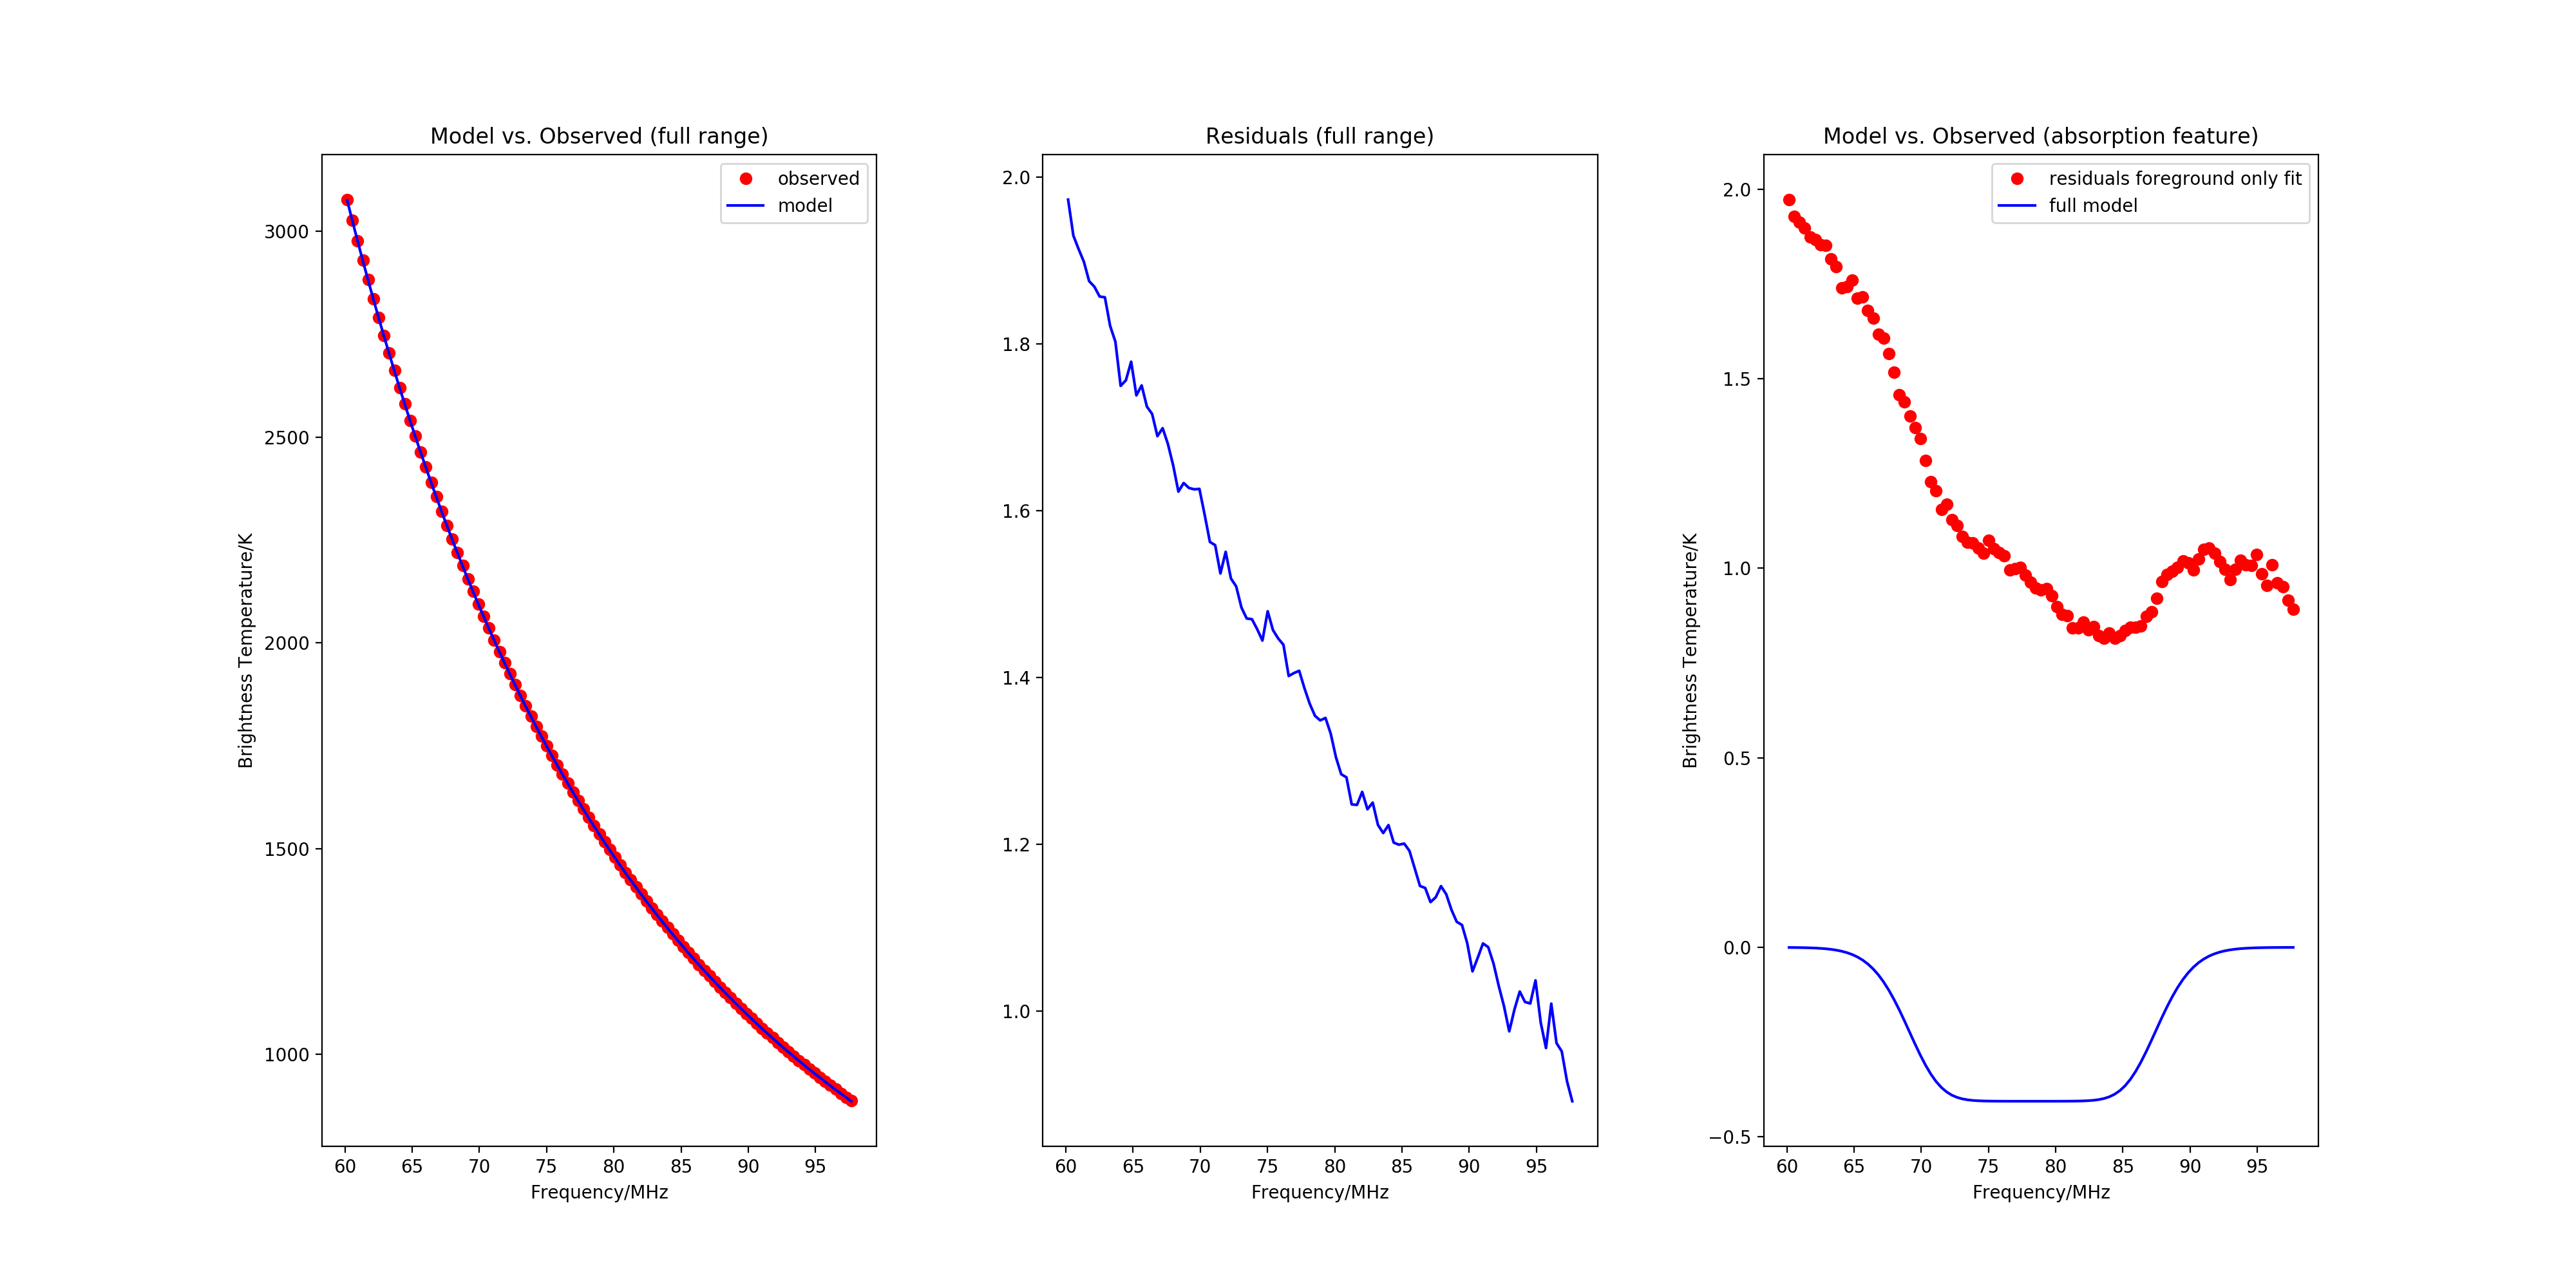 Model vs. Observed (full range)
observed
model
3000
2500
2000
1500
1000
Brightness Temperature/K
60 65 70 75 80 85 90 95
Frequency/MHz
Residuals (full range)
2.0
1.8
1.6
1.4
1.2
1.0
60 65 70 75 80 85 90 95
Frequency/MHz
Model vs. Observed (absorption feature)
residuals foreground only fit
full model
2.0
1.5
1.0
0.5
0.0
−0.5
Brightness Temperature/K
60 65 70 75 80 85 90 95
Frequency/MHz